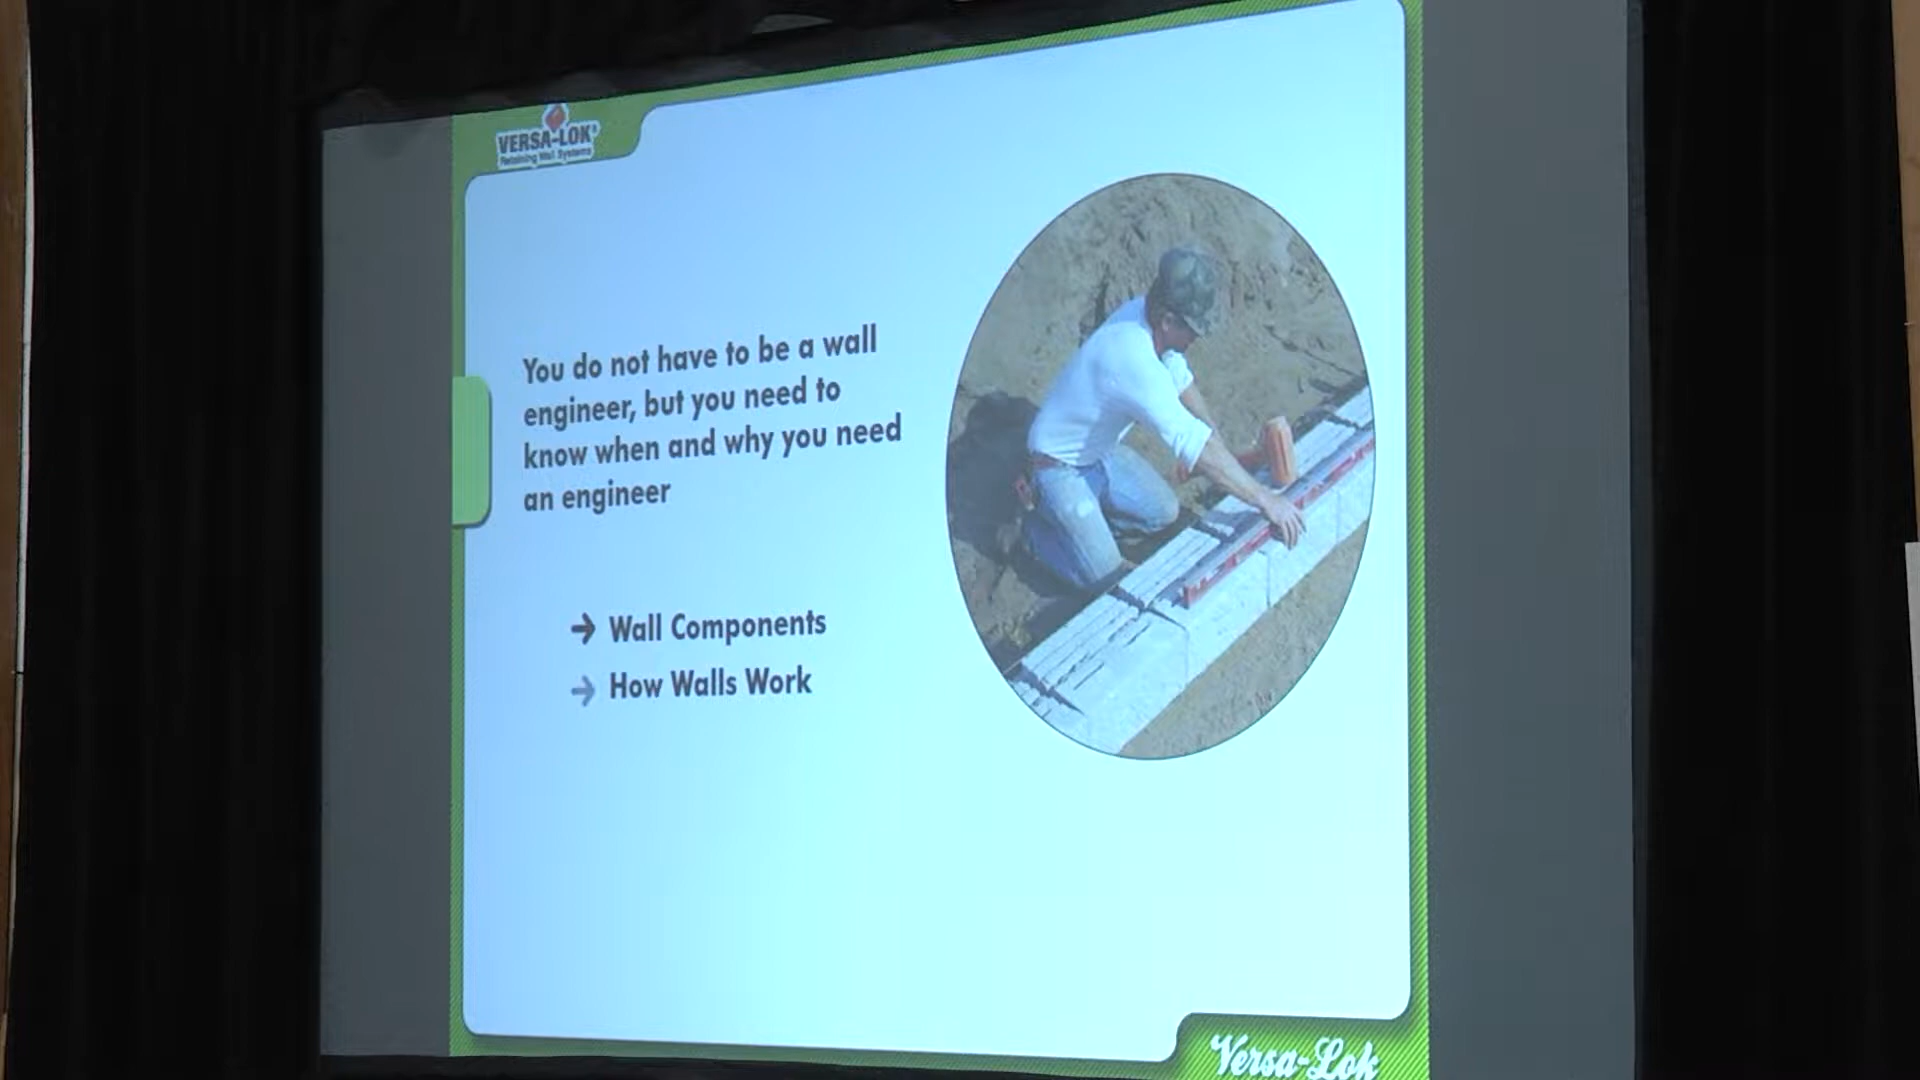 VERSA-LOK®
Retaining Wall Systems
You do not have to be a wall
engineer, but you need to
know when and why you need
an engineer
→ Wall Components
→ How Walls Work
Versa-Lok